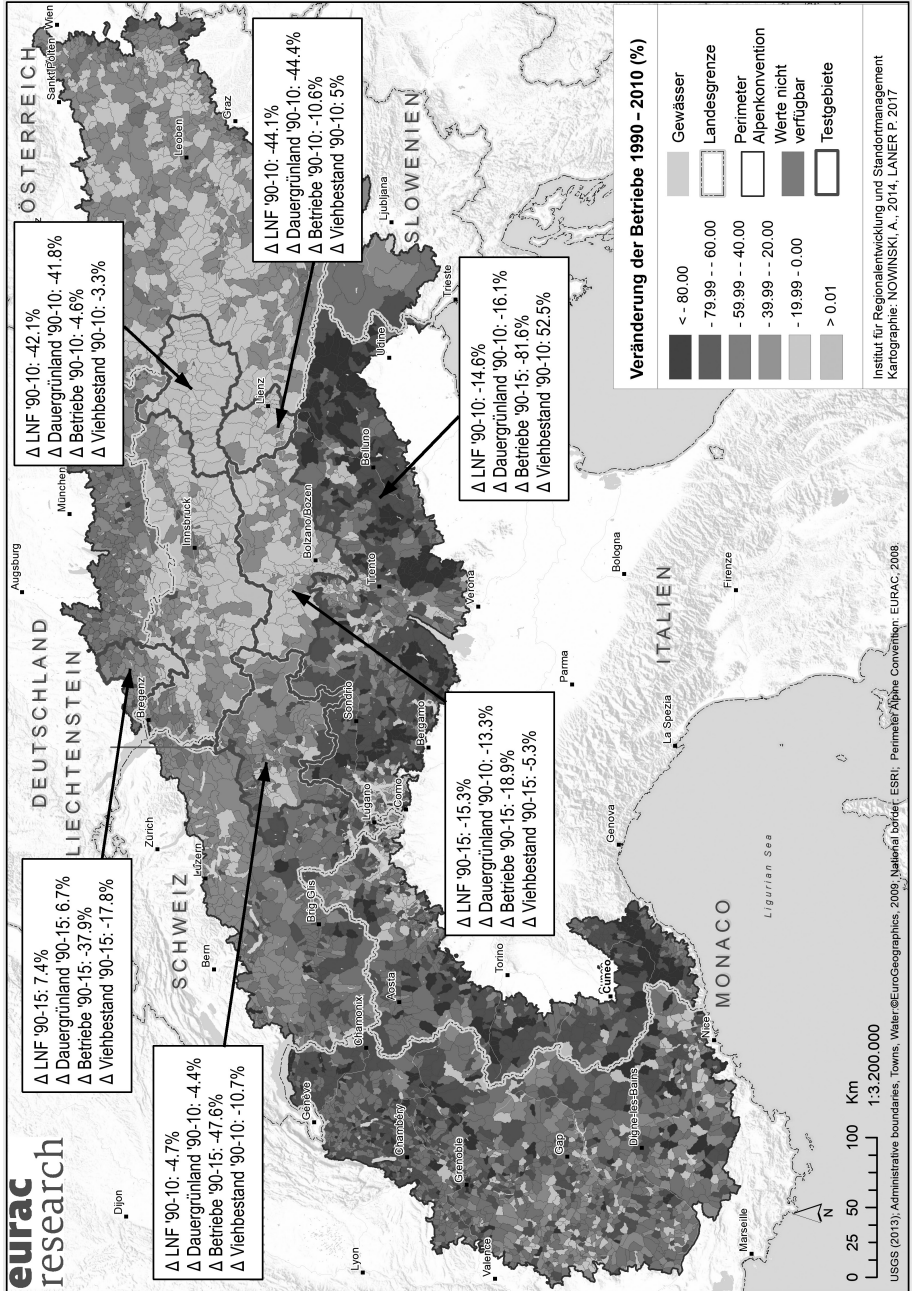 eurac
research
Δ LNF '90-15: 7.4%
Δ Dauergrünland '90-15: 6.7%
Δ Betriebe '90-15: -37.9%
Δ Viehbestand '90-15: -17.8%
Δ LNF '90-10: -42.1%
Δ Dauergrünland '90-10: -41.8%
Δ Betriebe '90-10: -4.6%
Δ Viehbestand '90-10: -3.3%
Δ LNF '90-10: -44.1%
Δ Dauergrünland '90-10: -44.4%
Δ Betriebe '90-10: -10.6%
Δ Viehbestand '90-10: 5%
Δ LNF '90-10: -4.7%
Δ Dauergrünland '90-10: -4.4%
Δ Betriebe '90-15: -47.6%
Δ Viehbestand '90-10: -10.7%
Δ LNF '90-15: -15.3%
Δ Dauergrünland '90-10: -13.3%
Δ Betriebe '90-15: -18.9%
Δ Viehbestand '90-15: -5.3%
Δ LNF '90-10: -14.6%
Δ Dauergrünland '90-10: -16.1%
Δ Betriebe '90-15: -81.6%
Δ Viehbestand '90-10: 52.5%
DEUTSCHLAND
LIECHTENSTEIN
ÖSTERREICH
SCHWEIZ
SLOWENIEN
ITALIEN
MONACO
Ligurian Sea
Dijon
Augsburg
München
Sankt Pölten
Wien
Zürich
Bregenz
Innsbruck
Leoben
Graz
Luzern
Bern
Lienz
Ljubljana
Genève
Lyon
Chamonix
Brig-Glis
Lugano
Como
Sondrio
Bolzano/Bozen
Trento
Belluno
Udine
Trieste
Chambéry
Aosta
Bergamo
Verona
Grenoble
Valence
Torino
Parma
Bologna
Gap
Cuneo
Genova
La Spezia
Firenze
Digne-les-Bains
Nice
Marseille
Veränderung der Betriebe 1990 – 2010 (%)
< - 80.00
- 79.99 – - 60.00
- 59.99 – - 40.00
- 39.99 – - 20.00
- 19.99 – 0.00
> 0.01
Gewässer
Landesgrenze
Perimeter
Alpenkonvention
Werte nicht
verfügbar
Testgebiete
Institut für Regionalentwicklung und Standortmanagement
Kartographie: NOWINSKI, A., 2014, LANER P. 2017
N
0 25 50 100 Km
1:3.200.000
USGS (2013); Administrative boundaries, Towns, Water:©EuroGeographics, 2009; National border: ESRI; Perimeter Alpine Convention: EURAC, 2008.